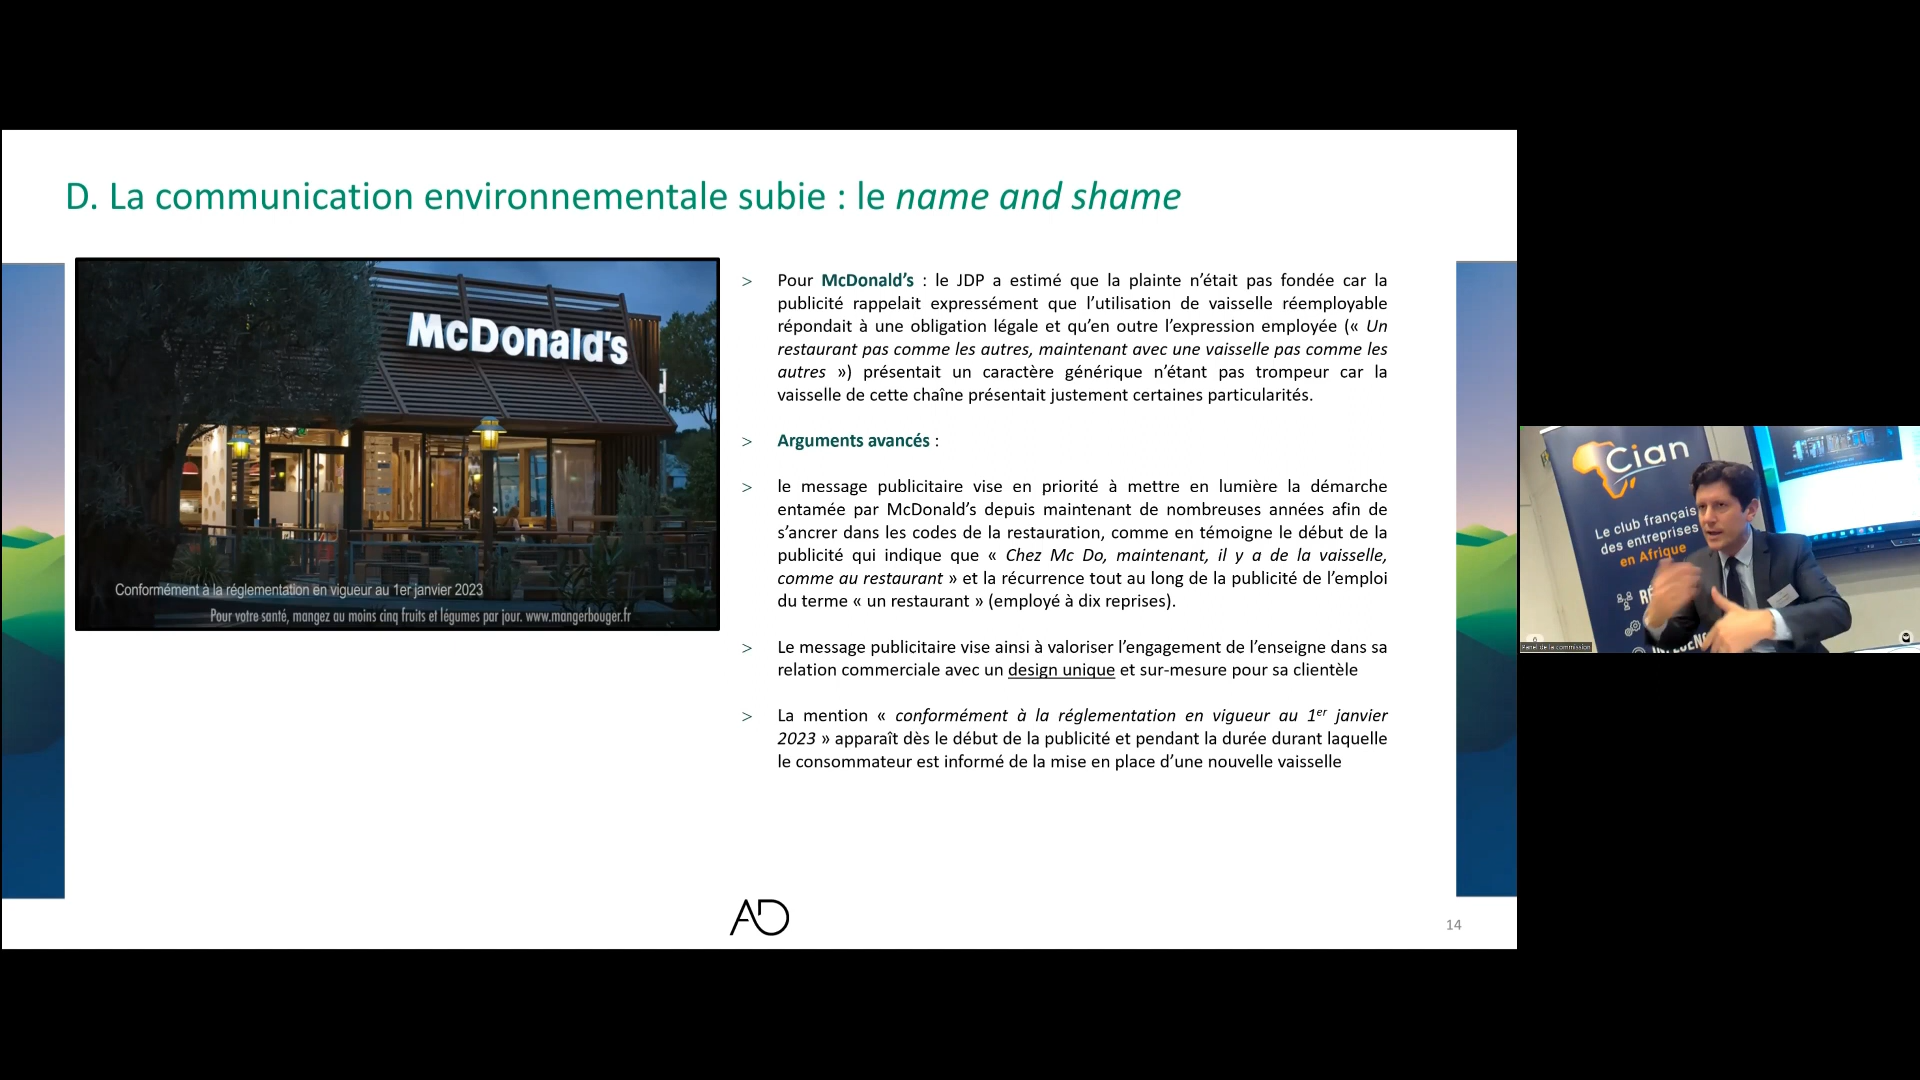 D. La communication environnementale subie : le name and shame
McDonald's
Conformément à la réglementation en vigueur au 1er janvier 2023
Pour votre santé, mangez au moins cinq fruits et légumes par jour. www.mangerbouger.fr
> Pour McDonald’s : le JDP a estimé que la plainte n’était pas fondée car la
publicité rappelait expressément que l’utilisation de vaisselle réemployable
répondait à une obligation légale et qu’en outre l’expression employée (« Un
restaurant pas comme les autres, maintenant avec une vaisselle pas comme les
autres ») présentait un caractère générique n’étant pas trompeur car la
vaisselle de cette chaîne présentait justement certaines particularités.
> Arguments avancés :
> le message publicitaire vise en priorité à mettre en lumière la démarche
entamée par McDonald’s depuis maintenant de nombreuses années afin de
s’ancrer dans les codes de la restauration, comme en témoigne le début de la
publicité qui indique que « Chez Mc Do, maintenant, il y a de la vaisselle,
comme au restaurant » et la récurrence tout au long de la publicité de l’emploi
du terme « un restaurant » (employé à dix reprises).
> Le message publicitaire vise ainsi à valoriser l’engagement de l’enseigne dans sa
relation commerciale avec un design unique et sur-mesure pour sa clientèle
> La mention « conformément à la réglementation en vigueur au 1er janvier
2023 » apparaît dès le début de la publicité et pendant la durée durant laquelle
le consommateur est informé de la mise en place d’une nouvelle vaisselle
AD
14
Cian
Le club français
des entreprises
en Afrique
Panel de la commission